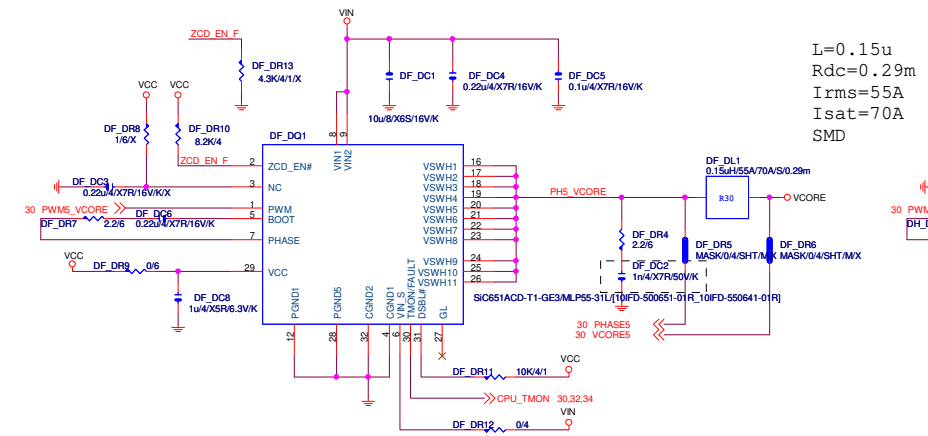 VIN
ZCD_EN_F
L=0.15u
Rdc=0.29m
Irms=55A
Isat=70A
SMD
DF_DR13
4.3K/4/1/X
DF_DC1
10u/8/X6S/16V/K
DF_DC4
0.22u/4/X7R/16V/K
DF_DC5
0.1u/4/X7R/16V/K
VCC
VCC
DF_DR8
1/6/X
DF_DR10
8.2K/4
ZCD_EN_F
DF_DQ1
8
9
VIN1
VIN2
2
ZCD_EN#
3
NC
1
PWM
5
BOOT
7
PHASE
29
VCC
VSWH1
16
VSWH2
17
VSWH3
18
VSWH4
19
VSWH5
20
VSWH6
21
VSWH7
22
VSWH8
23
VSWH9
24
VSWH10
25
VSWH11
26
DF_DC3
0.22u/4/X7R/16V/K/X
30 PWM5_VCORE
DF_DC6
DF_DR7
2.2/6
0.22u/4/X7R/16V/K
VCC
DF_DR9
0/6
DF_DC8
1u/4/X5R/6.3V/K
PH5_VCORE
DF_DL1
0.15uH/55A/70A/S/0.29m
R30
VCORE
DF_DR4
2.2/6
DF_DC2
1n/4/X7R/50V/K
DF_DR5
MASK/0/4/SHT/M/X
DF_DR6
MASK/0/4/SHT/M/X
30 PWM
DH_D
SiC651ACD-T1-GE3/MLP55-31L/[10IFD-500651-01R_10IFD-550641-01R]
30 PHASE5
30 VCORE5
PGND1
PGND5
CGND2
CGND1
VIN_S
TMON/FAULT
DSBL#
GL
12
28
32
4
6
30
31
27
DF_DR11
10K/4/1
VCC
CPU_TMON 30,32,34
VIN
DF_DR12
0/4